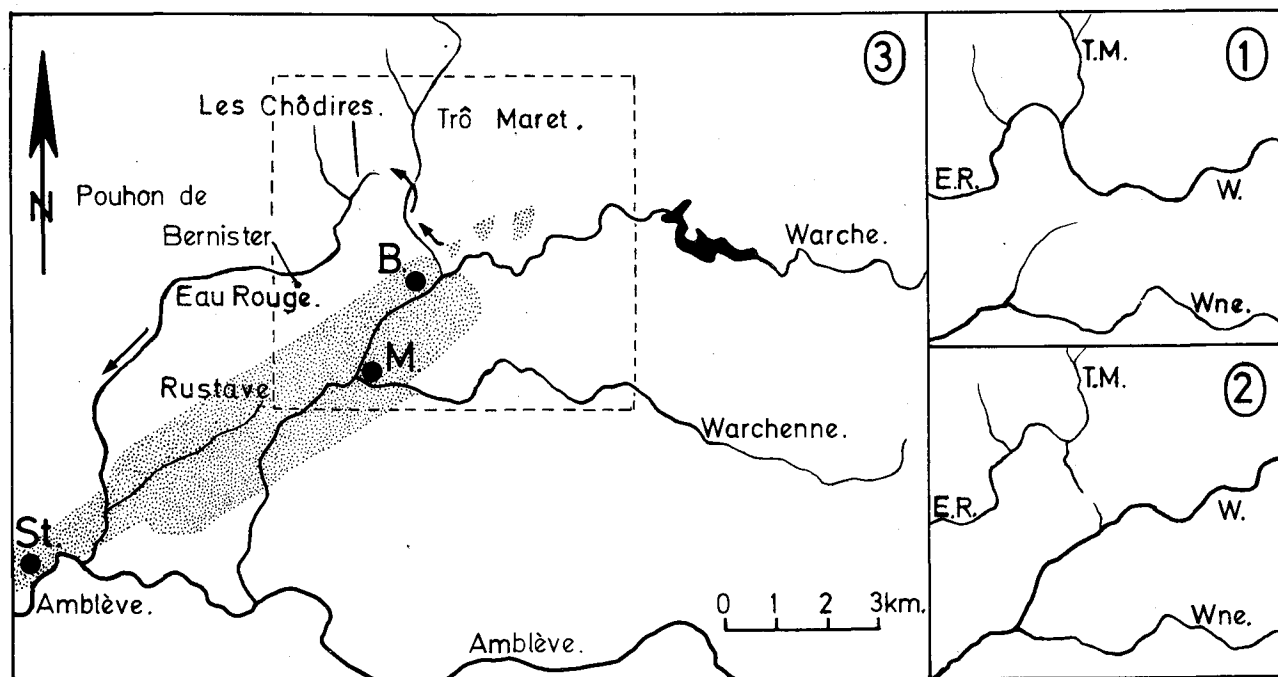 3
Les Chôdires.
Trô Maret.
N
Pouhon de
Bernister
Warche.
B
Eau Rouge.
M.
Rustave
Warchenne.
St.
Amblève.
Amblève.
0 1 2 3km.
1
T.M.
E.R.
W.
Wne.
2
T.M.
E.R.
W.
Wne.